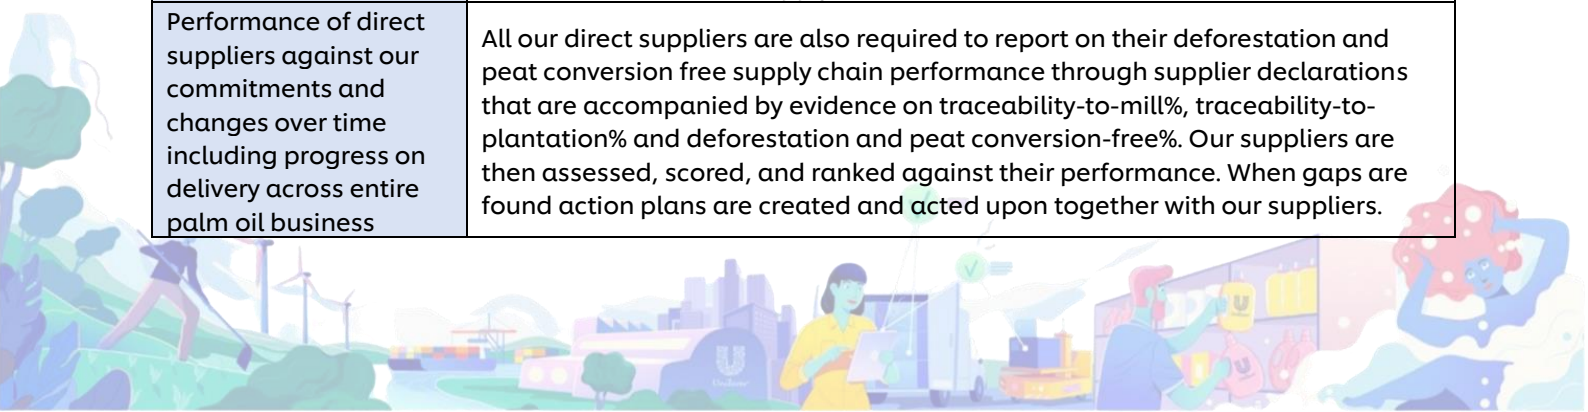 Performance of direct
suppliers against our
commitments and
changes over time
including progress on
delivery across entire
palm oil business
All our direct suppliers are also required to report on their deforestation and
peat conversion free supply chain performance through supplier declarations
that are accompanied by evidence on traceability-to-mill%, traceability-to-
plantation% and deforestation and peat conversion-free%. Our suppliers are
then assessed, scored, and ranked against their performance. When gaps are
found action plans are created and acted upon together with our suppliers.
Unilever